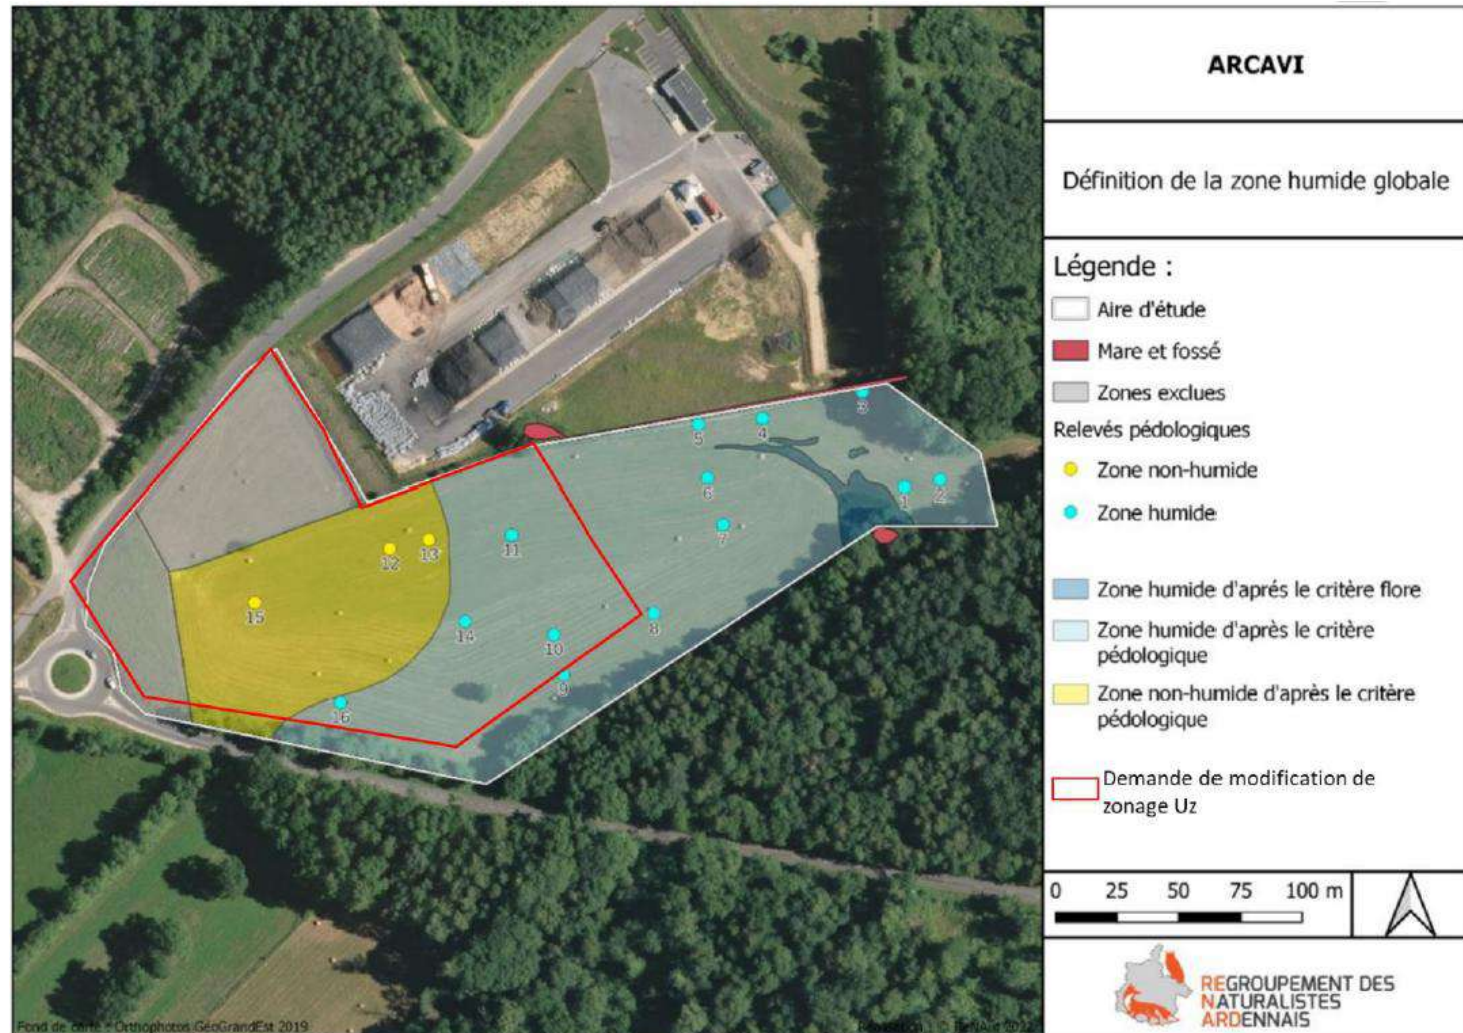 ARCAVI
Définition de la zone humide globale
Légende :
Aire d'étude
Mare et fossé
Zones exclues
Relevés pédologiques
Zone non-humide
Zone humide
Zone humide d'aprés le critère flore
Zone humide d'après le critère
pédologique
Zone non-humide d'après le critère
pédologique
Demande de modification de
zonage Uz
0 25 50 75 100 m
REGROUPEMENT DES
NATURALISTES
ARDENNAIS
3
5
4
6
1
2
7
11
12
13
15
14
10
8
9
16
Fond de carte : Orthophotos GéoGrandEst 2019